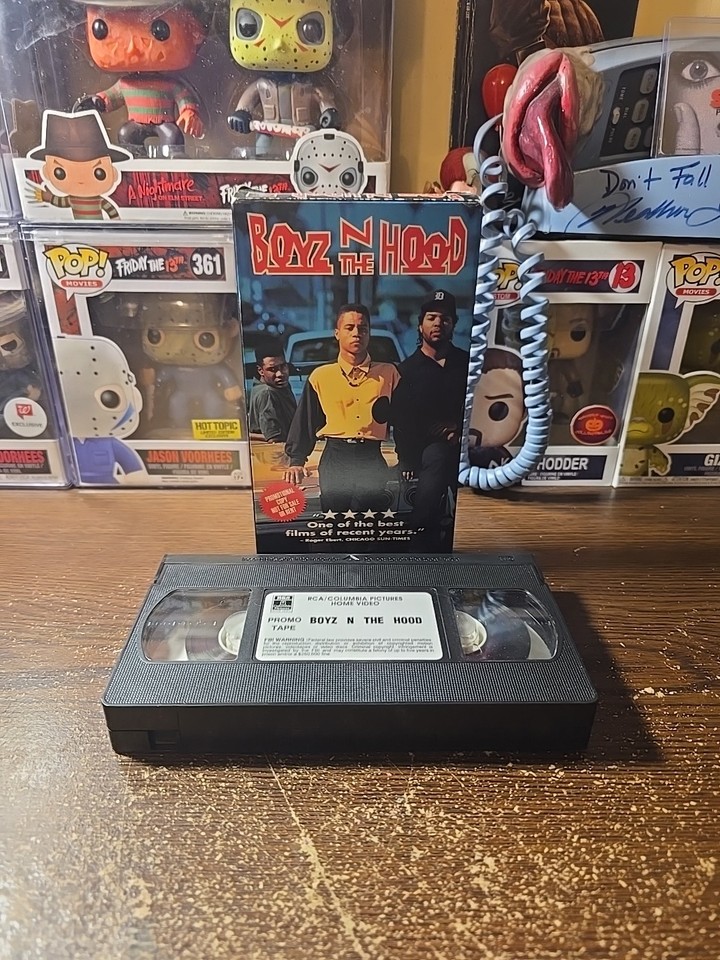 A Nightmare
ON ELM STREET
FRIDAY THE 13th
Don't Fall
POP!
MOVIES
FRIDAY THE 13th
361
HOT TOPIC
EXCLUSIVE
JASON VOORHEES
BOYZ N THE HOOD
PROMOTIONAL
COPY
NOT FOR SALE
OR RENT
"★★★★
One of the best
films of recent years."
- Roger Ebert, CHICAGO SUN-TIMES
DAY THE 13th
13
HODDER
POP!
MOVIES
GI
RCA/COLUMBIA PICTURES
HOME VIDEO
PROMO
TAPE
BOYZ N THE HOOD
FBI WARNING: